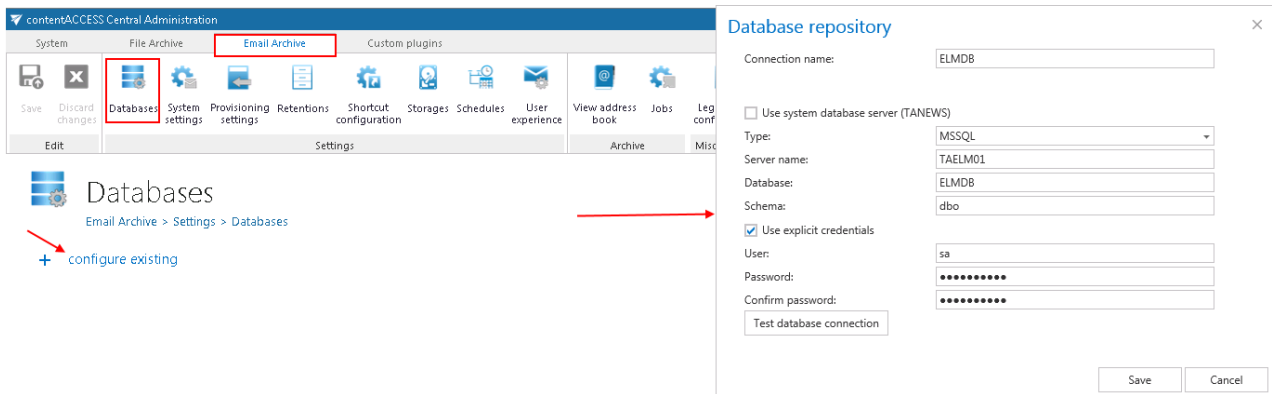 contentACCESS Central Administration
System File Archive Email Archive Custom plugins
Save Discard changes Databases System settings Provisioning settings Retentions Shortcut configuration Storages Schedules User experience View address book Jobs Leg conf
Edit Settings Archive Misc
Databases
Email Archive > Settings > Databases
+ configure existing
Database repository
Connection name: ELMDB
Use system database server (TANEWS)
Type: MSSQL
Server name: TAELM01
Database: ELMDB
Schema: dbo
Use explicit credentials
User: sa
Password: ●●●●●●●●●●
Confirm password: ●●●●●●●●●●
Test database connection
Save Cancel